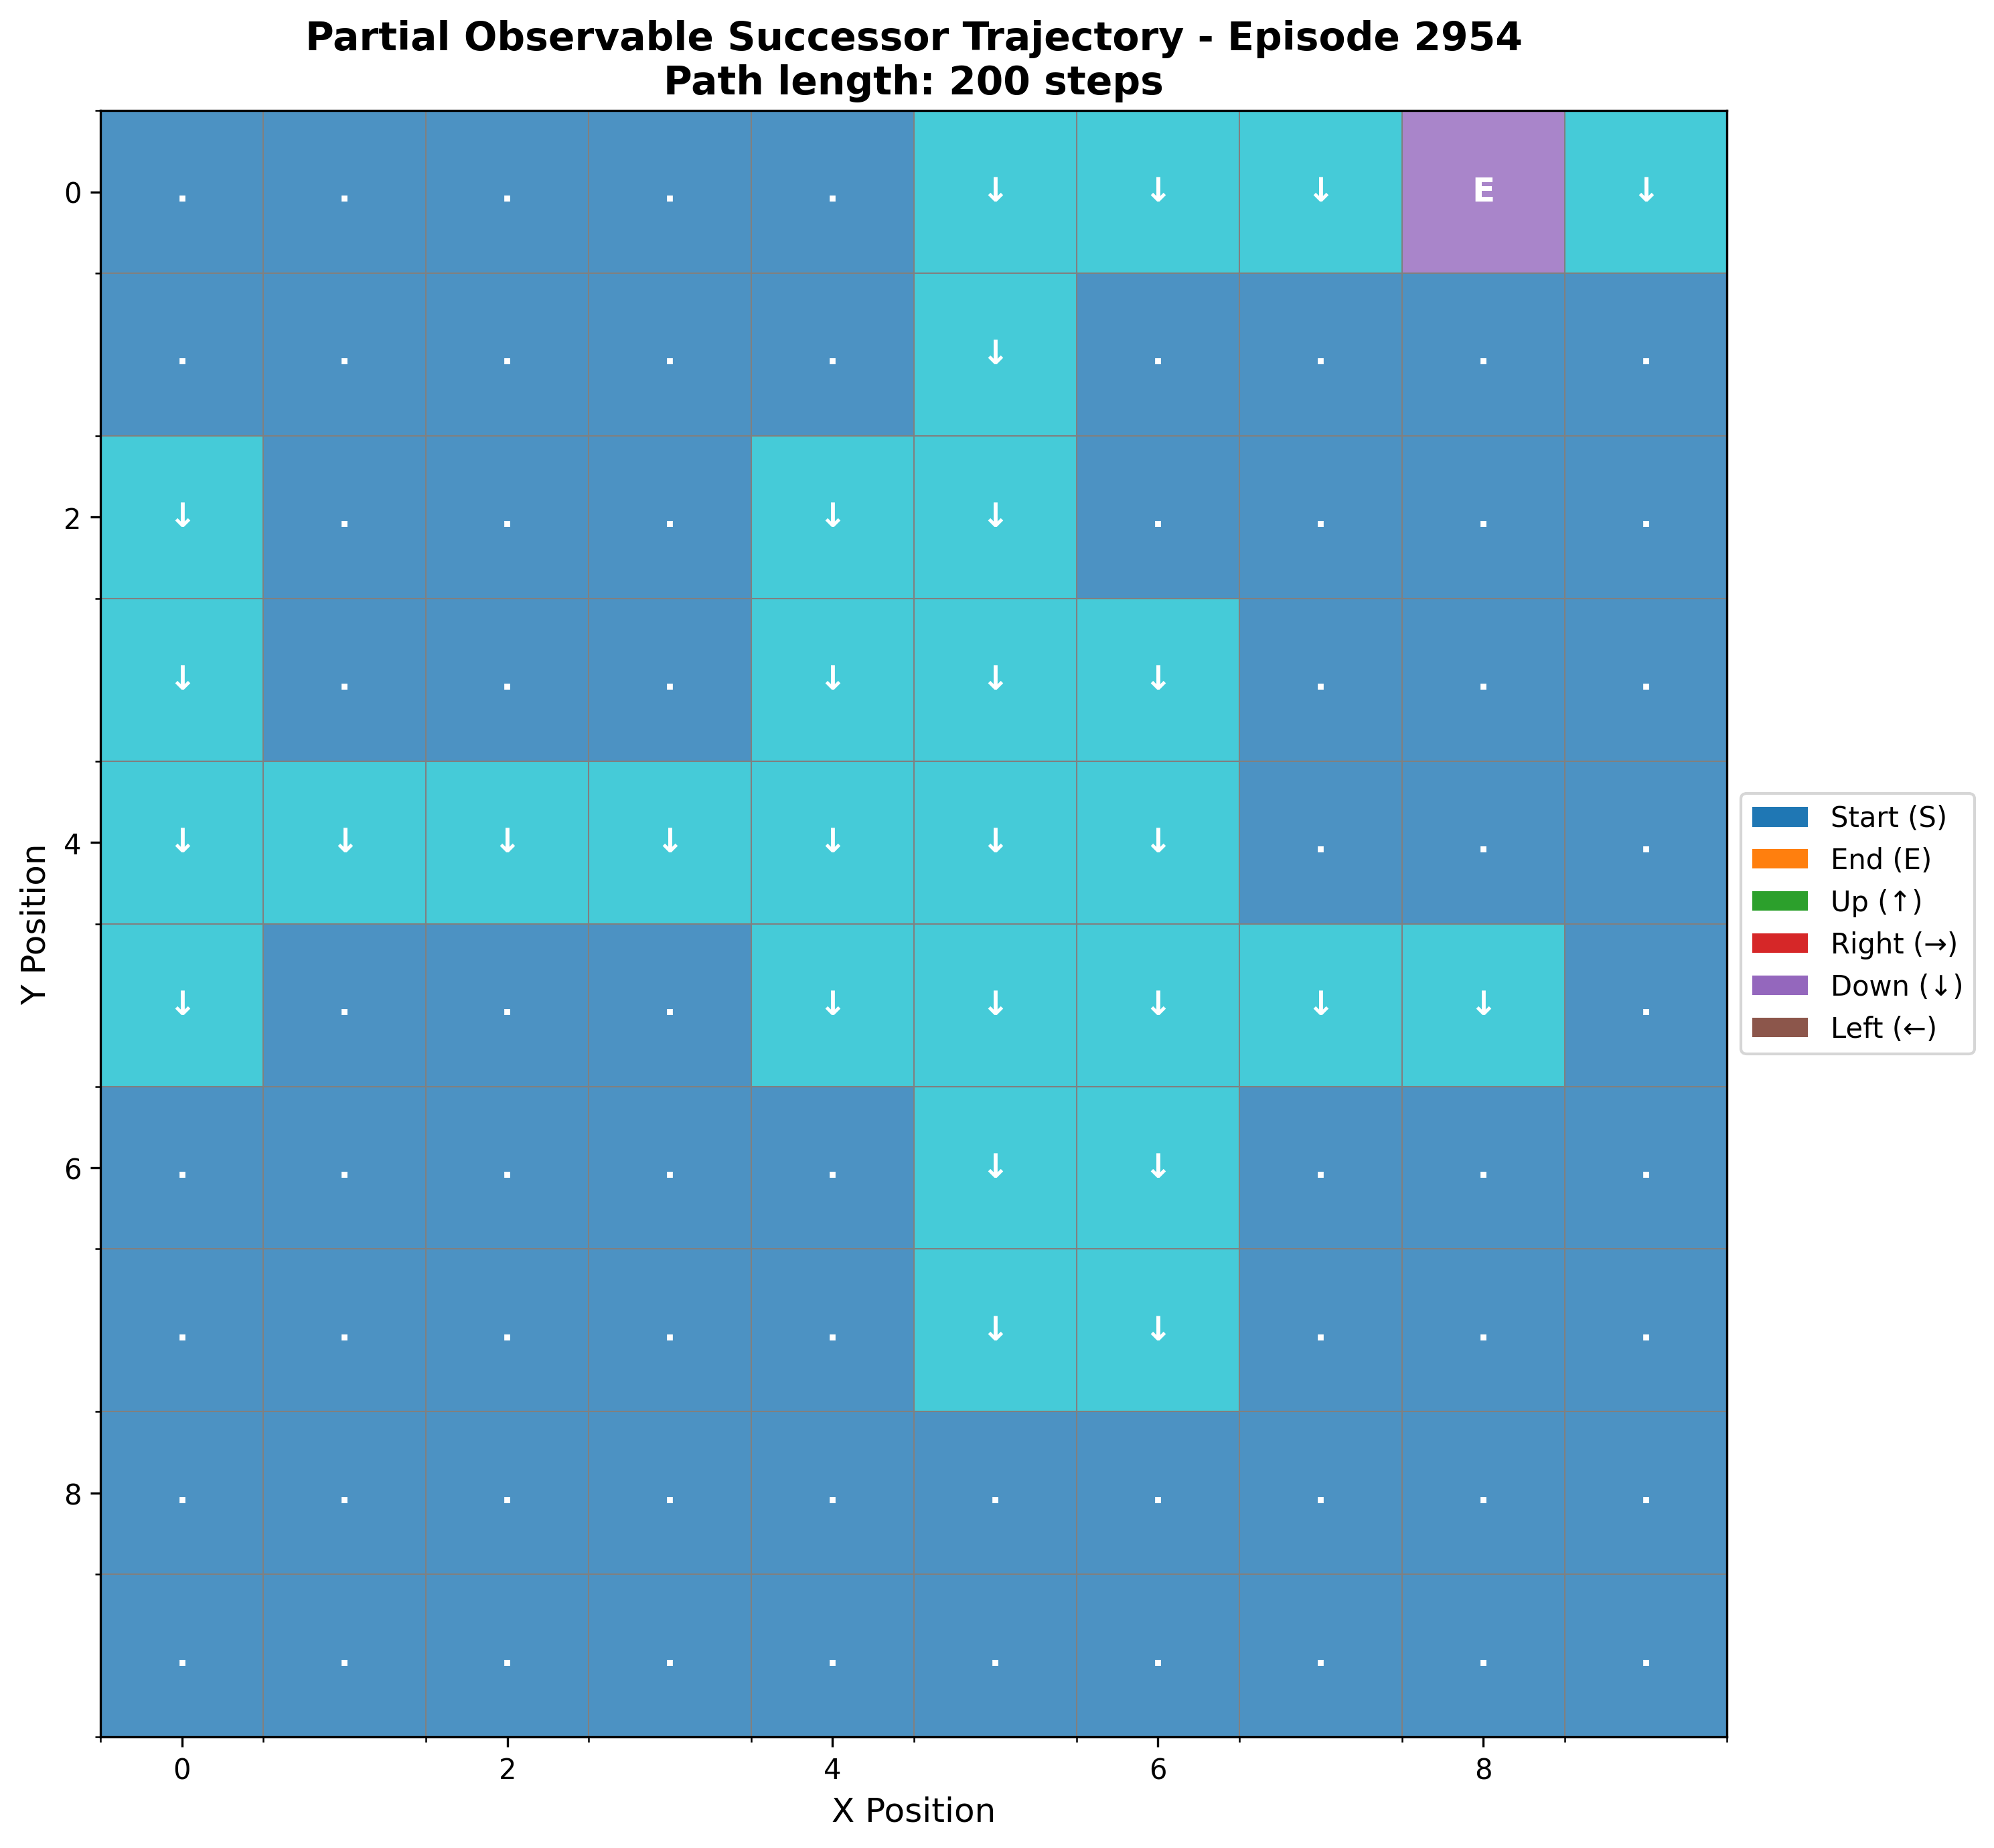 Partial Observable Successor Trajectory - Episode 2954
Path length: 200 steps
0 . . . . . ↓ ↓ ↓ E ↓
. . . . . ↓ . . . .
2 ↓ . . . ↓ ↓ . . . .
↓ . . . ↓ ↓ ↓ . . .
4 ↓ ↓ ↓ ↓ ↓ ↓ ↓ . . .
↓ . . . ↓ ↓ ↓ ↓ ↓ .
6 . . . . . ↓ ↓ . . .
. . . . . ↓ ↓ . . .
8 . . . . . . . . . .
. . . . . . . . . .
0 2 4 6 8
X Position
Y Position
Start (S)
End (E)
Up (↑)
Right (→)
Down (↓)
Left (←)